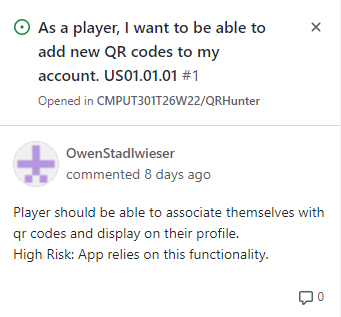 As a player, I want to be able to
add new QR codes to my
account. US01.01.01 #1
Opened in CMPUT301T26W22/QRHunter
OwenStadlwieser
commented 8 days ago
Player should be able to associate themselves with
qr codes and display on their profile.
High Risk: App relies on this functionality.
0